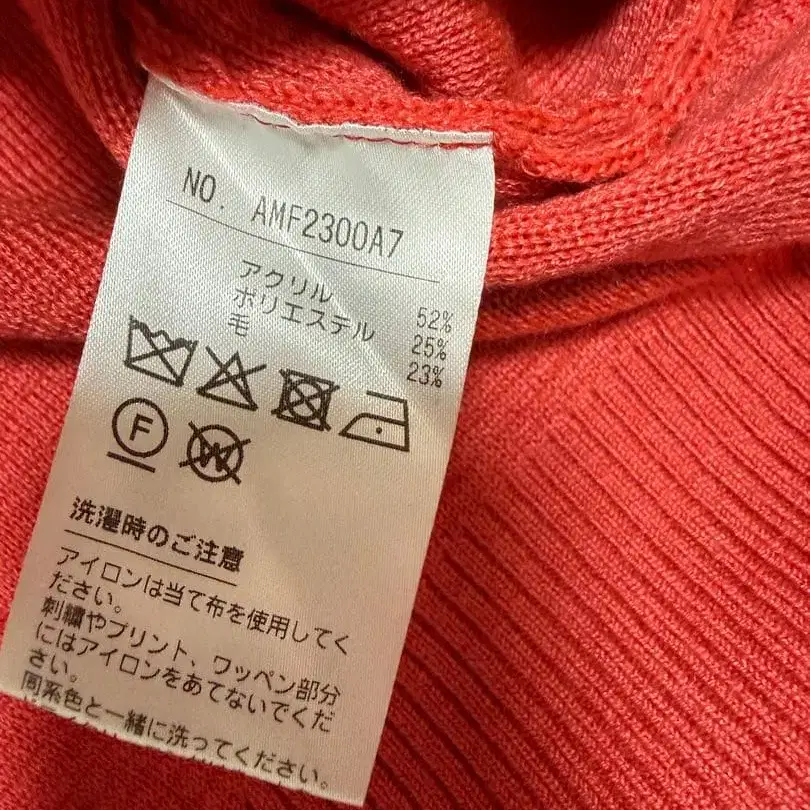 NO. AMF2300A7
アクリル 52%
ポリエステル 25%
毛 23%
F
W
洗濯時のご注意
アイロンは当て布を使用してく
ださい。
刺繍やプリント、ワッペン部分
にはアイロンをあてないでくだ
さい。
同系色と一緒に洗ってください。